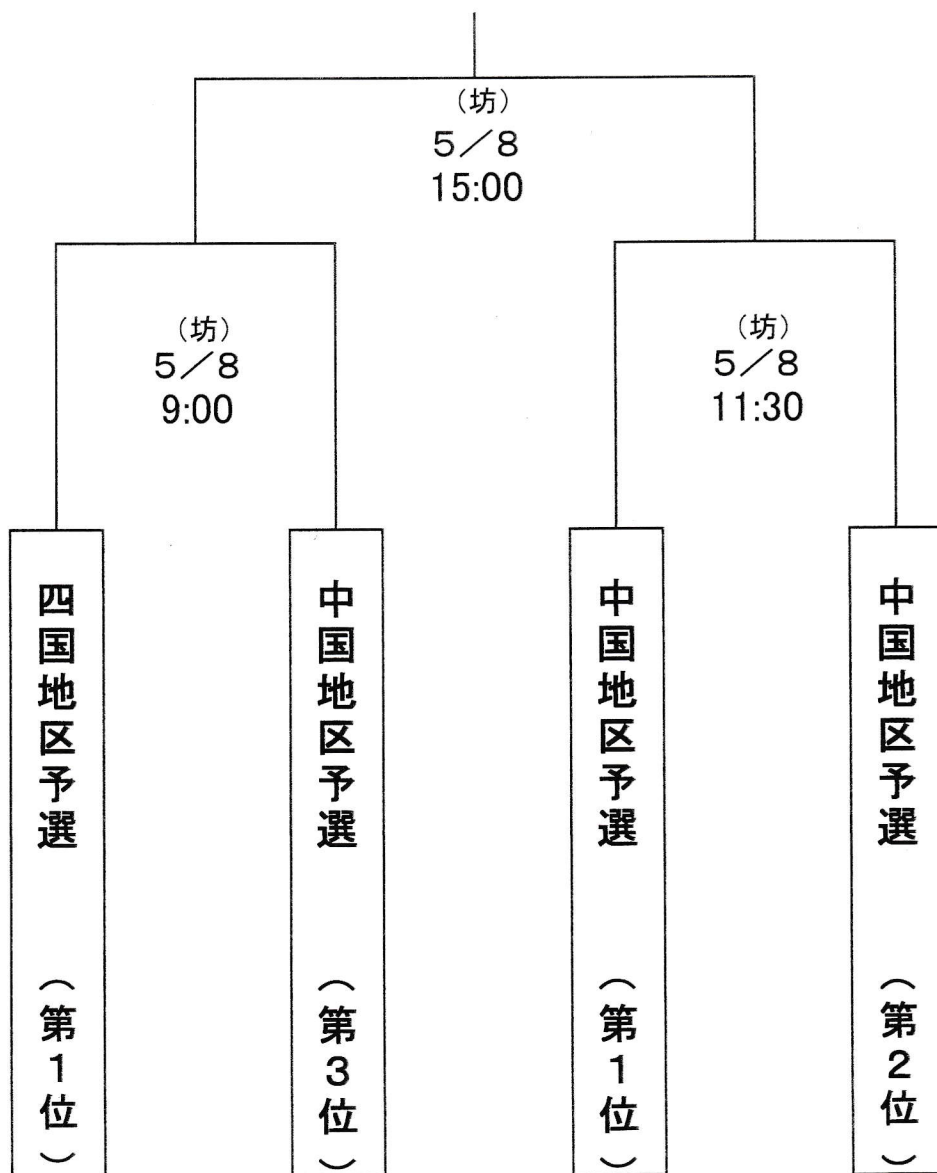 （坊）
５／８
15:00
（坊）
５／８
9:00
（坊）
５／８
11:30
四国地区予選　（第１位）
中国地区予選　（第３位）
中国地区予選　（第１位）
中国地区予選　（第２位）